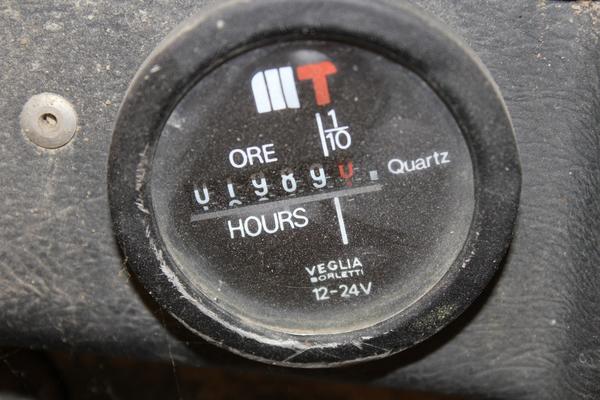 MT
1/10
ORE
Quartz
HOURS
VEGLIA
BORLETTI
12-24V